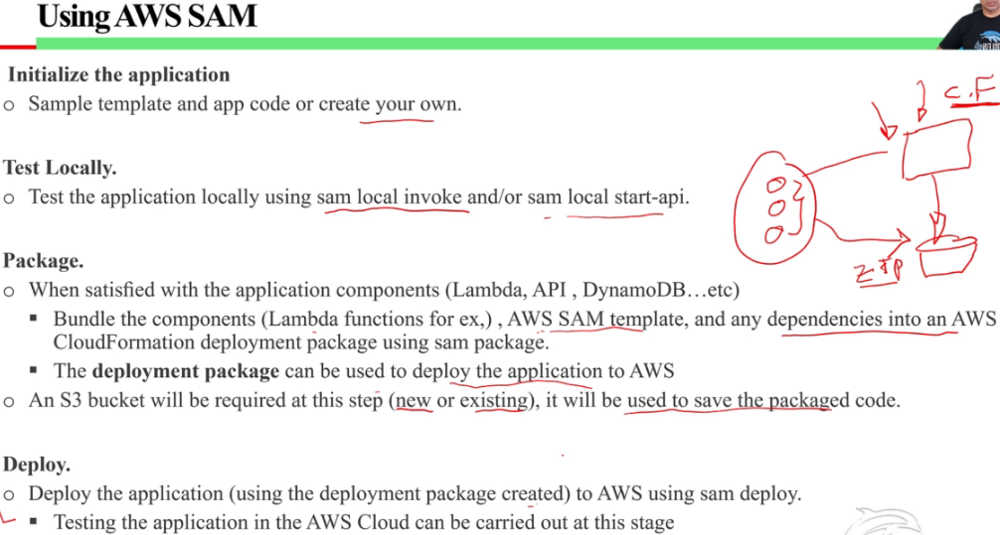 Using AWS SAM
Initialize the application
o Sample template and app code or create your own.
Test Locally.
o Test the application locally using sam local invoke and/or sam local start-api.
Package.
o When satisfied with the application components (Lambda, API , DynamoDB…etc)
▪ Bundle the components (Lambda functions for ex,) , AWS SAM template, and any dependencies into an AWS
CloudFormation deployment package using sam package.
▪ The deployment package can be used to deploy the application to AWS
o An S3 bucket will be required at this step (new or existing), it will be used to save the packaged code.
Deploy.
o Deploy the application (using the deployment package created) to AWS using sam deploy.
▪ Testing the application in the AWS Cloud can be carried out at this stage
C.F
ZIP